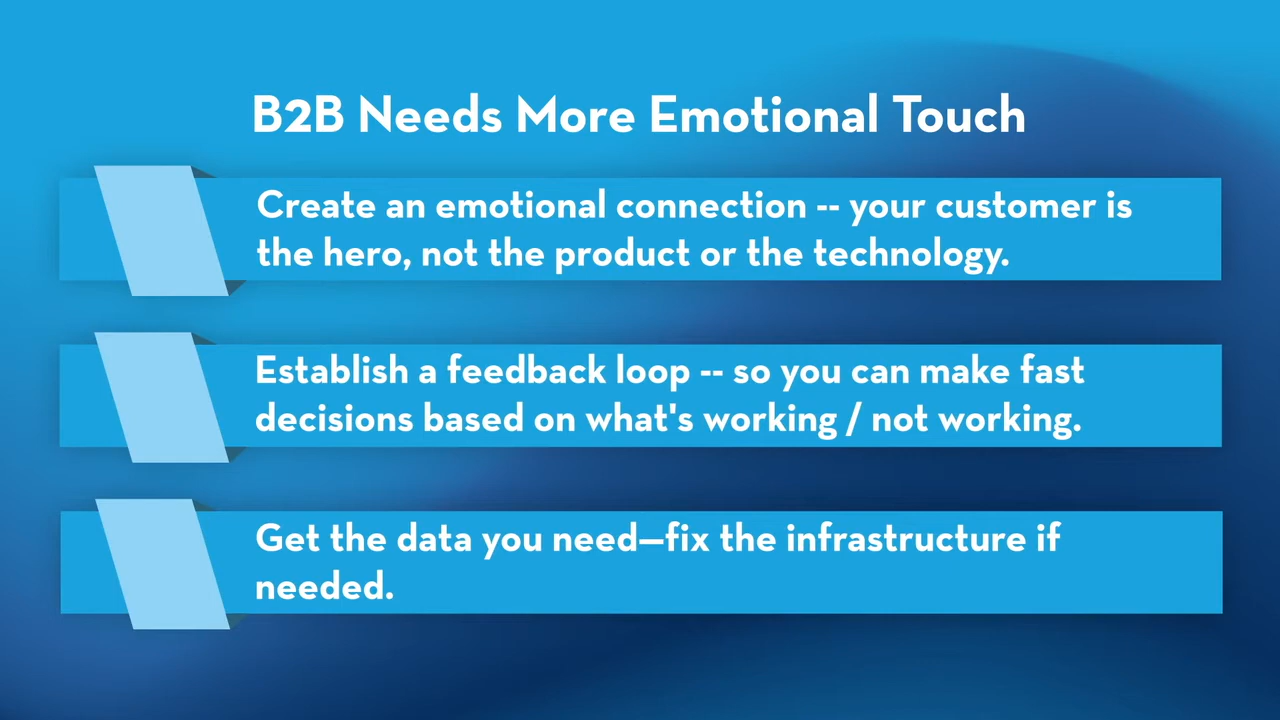 B2B Needs More Emotional Touch
Create an emotional connection -- your customer is
the hero, not the product or the technology.
Establish a feedback loop -- so you can make fast
decisions based on what's working / not working.
Get the data you need—fix the infrastructure if
needed.